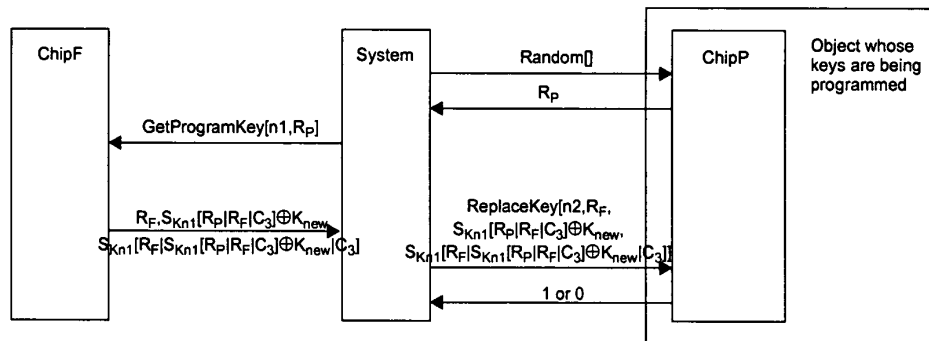 ChipF
System
ChipP
Object whose
keys are being
programmed
Random[]
RP
GetProgramKey[n1,RP]
RF,SKn1[RP|RF|C3]⊕Knew
SKn1[RF|SKn1[RP|RF|C3]⊕Knew|C3]
ReplaceKey[n2,RF,
SKn1[RP|RF|C3]⊕Knew,
SKn1[RF|SKn1[RP|RF|C3]⊕Knew|C3]]
1 or 0